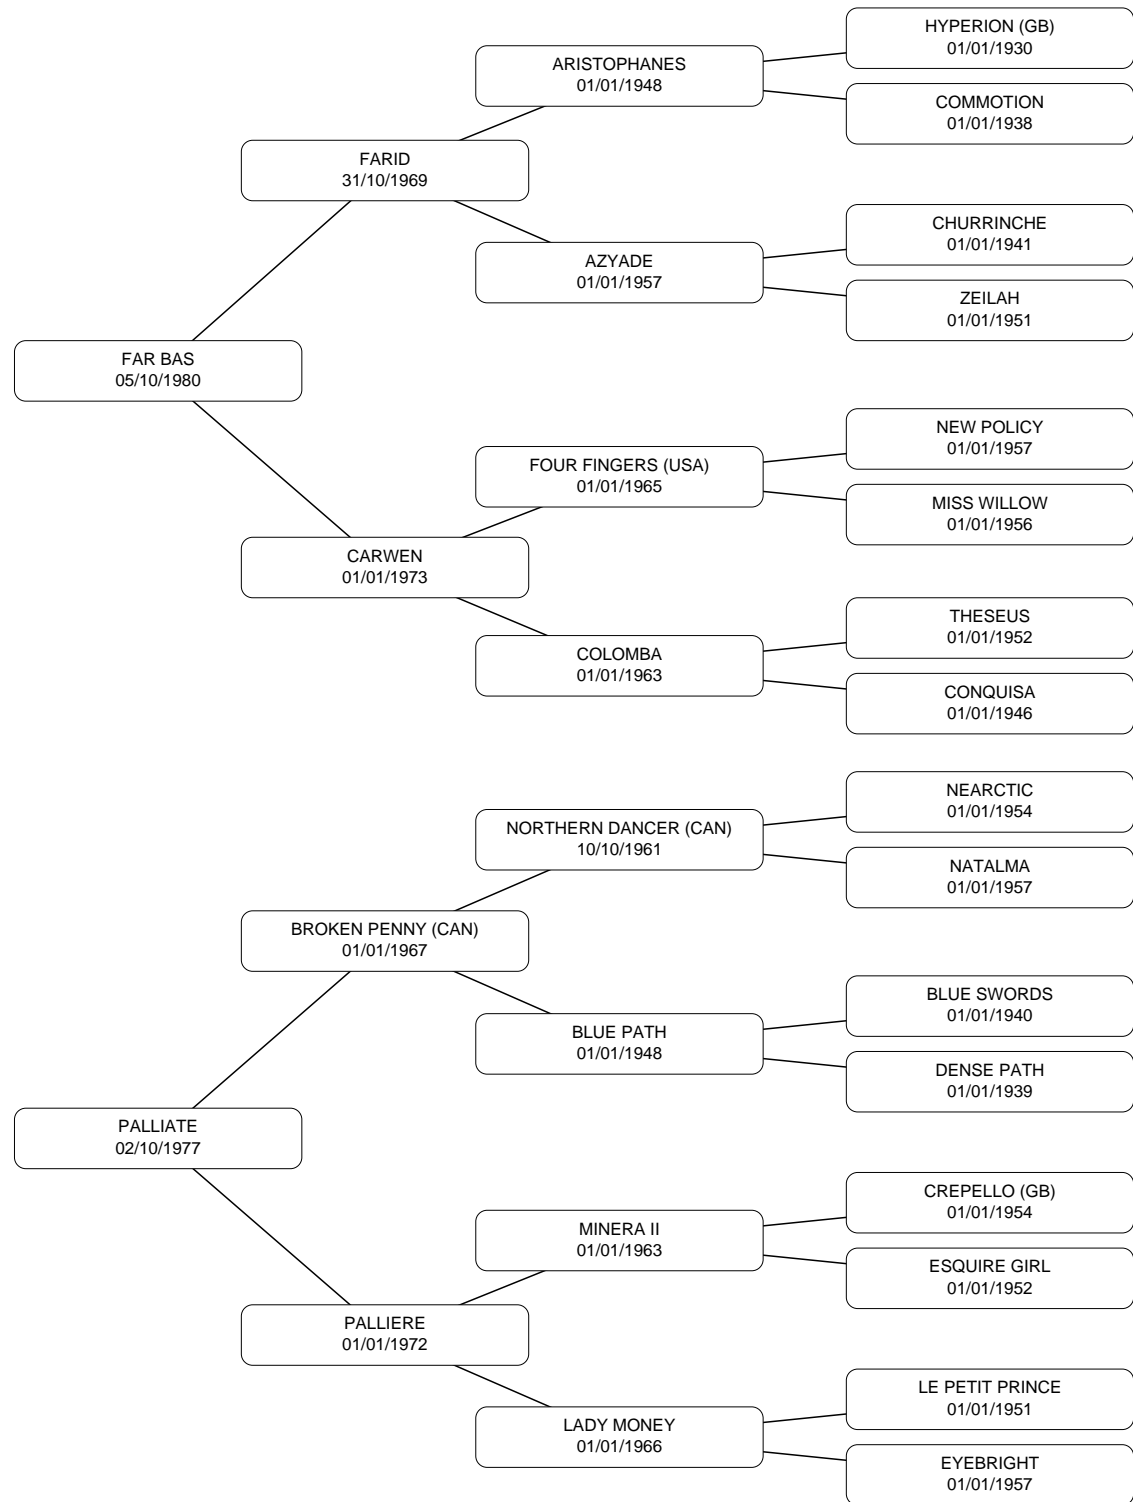 HYPERION (GB)
01/01/1930
ARISTOPHANES
01/01/1948
COMMOTION
01/01/1938
FARID
31/10/1969
CHURRINCHE
01/01/1941
AZYADE
01/01/1957
ZEILAH
01/01/1951
FAR BAS
05/10/1980
NEW POLICY
01/01/1957
FOUR FINGERS (USA)
01/01/1965
MISS WILLOW
01/01/1956
CARWEN
01/01/1973
THESEUS
01/01/1952
COLOMBA
01/01/1963
CONQUISA
01/01/1946
NEARCTIC
01/01/1954
NORTHERN DANCER (CAN)
10/10/1961
NATALMA
01/01/1957
BROKEN PENNY (CAN)
01/01/1967
BLUE SWORDS
01/01/1940
BLUE PATH
01/01/1948
DENSE PATH
01/01/1939
PALLIATE
02/10/1977
CREPELLO (GB)
01/01/1954
MINERA II
01/01/1963
ESQUIRE GIRL
01/01/1952
PALLIERE
01/01/1972
LE PETIT PRINCE
01/01/1951
LADY MONEY
01/01/1966
EYEBRIGHT
01/01/1957